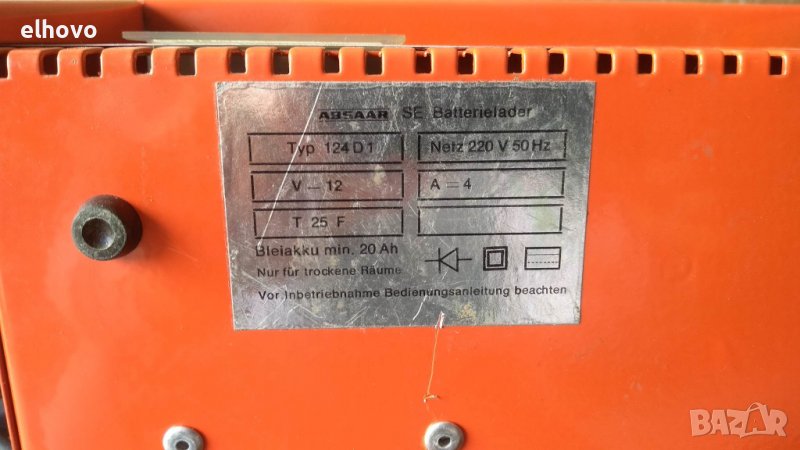 elhovo
ABSAAR SE Batterielader
Typ 124 D 1
Netz 220 V 50 Hz
V = 12
A = 4
T 25 F
Bleiakku min. 20 Ah
Nur für trockene Räume
Vor Inbetriebnahme Bedienungsanleitung beachten
BAZAR